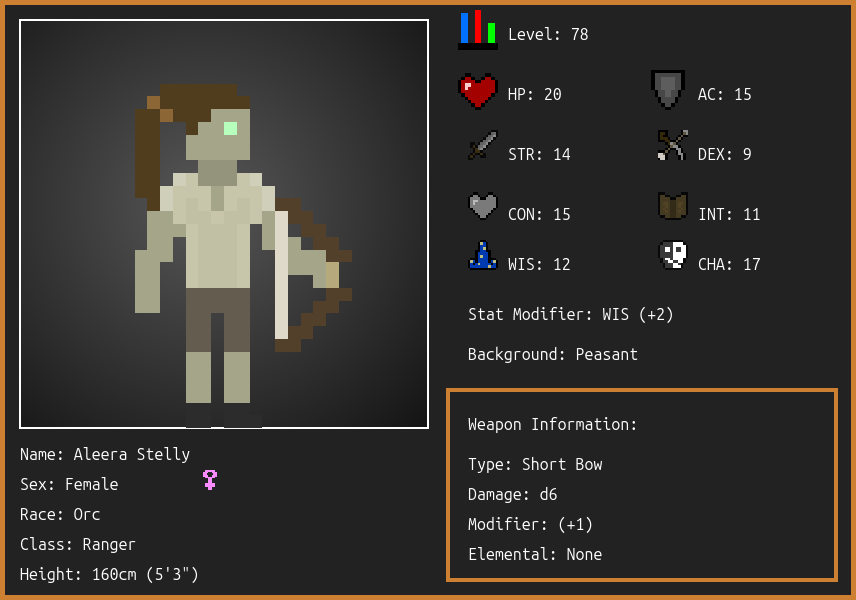 Level: 78
HP: 20
AC: 15
STR: 14
DEX: 9
CON: 15
INT: 11
WIS: 12
CHA: 17
Stat Modifier: WIS (+2)
Background: Peasant
Weapon Information:
Type: Short Bow
Damage: d6
Modifier: (+1)
Elemental: None
Name: Aleera Stelly
Sex: Female
Race: Orc
Class: Ranger
Height: 160cm (5'3")